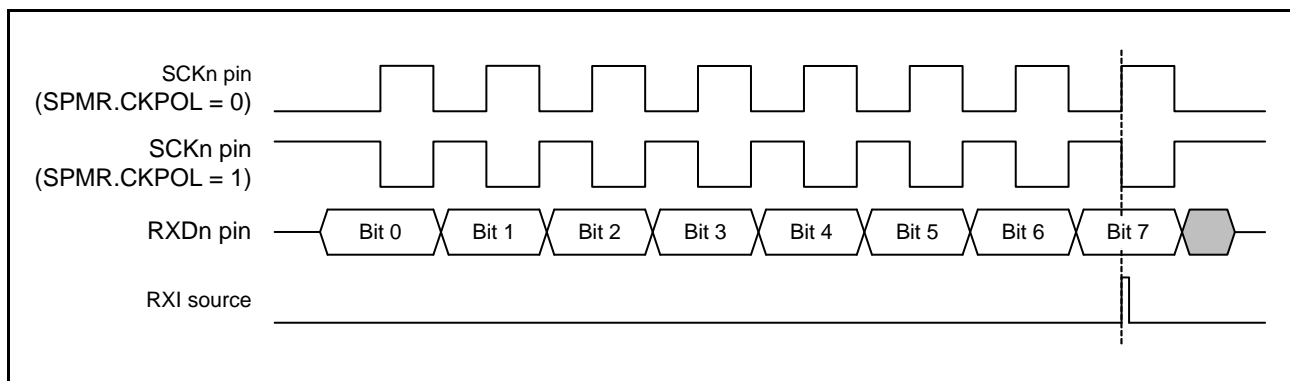 SCKn pin
(SPMR.CKPOL = 0)
SCKn pin
(SPMR.CKPOL = 1)
RXDn pin
Bit 0
Bit 1
Bit 2
Bit 3
Bit 4
Bit 5
Bit 6
Bit 7
RXI source